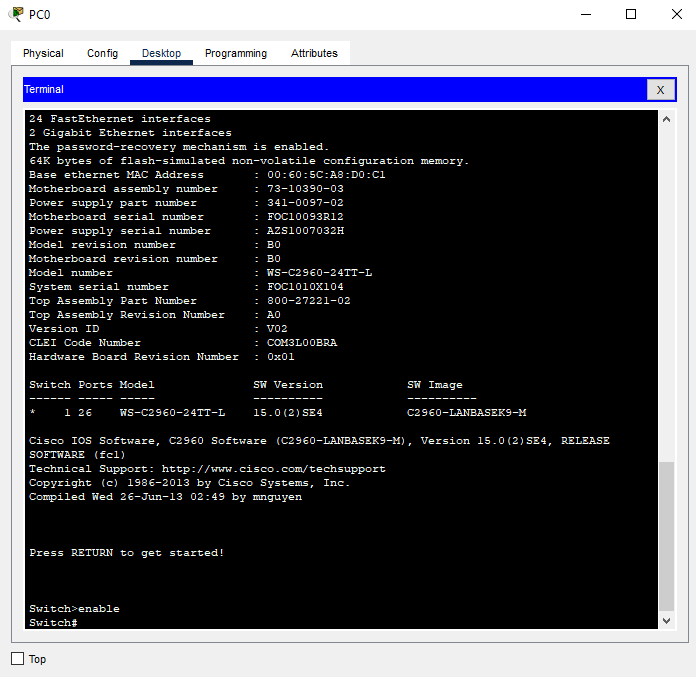 PC0
Physical Config Desktop Programming Attributes
Terminal X
24 FastEthernet interfaces
2 Gigabit Ethernet interfaces
The password-recovery mechanism is enabled.
64K bytes of flash-simulated non-volatile configuration memory.
Base ethernet MAC Address : 00:60:5C:A8:D0:C1
Motherboard assembly number : 73-10390-03
Power supply part number : 341-0097-02
Motherboard serial number : FOC10093R12
Power supply serial number : AZS1007032H
Model revision number : B0
Motherboard revision number : B0
Model number : WS-C2960-24TT-L
System serial number : FOC1010X104
Top Assembly Part Number : 800-27221-02
Top Assembly Revision Number : A0
Version ID : V02
CLEI Code Number : COM3L00BRA
Hardware Board Revision Number : 0x01
Switch Ports Model SW Version SW Image
------ ----- ----- ---------- ----------
* 1 26 WS-C2960-24TT-L 15.0(2)SE4 C2960-LANBASEK9-M
Cisco IOS Software, C2960 Software (C2960-LANBASEK9-M), Version 15.0(2)SE4, RELEASE
SOFTWARE (fc1)
Technical Support: http://www.cisco.com/techsupport
Copyright (c) 1986-2013 by Cisco Systems, Inc.
Compiled Wed 26-Jun-13 02:49 by mnguyen
Press RETURN to get started!
Switch>enable
Switch#
Top